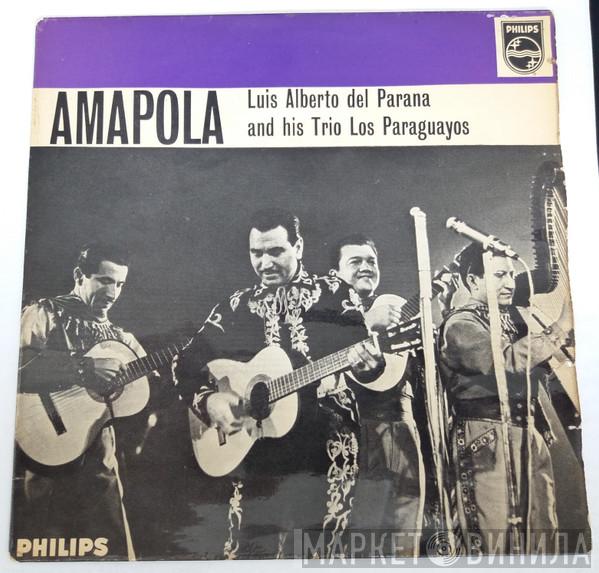 PHILIPS
AMAPOLA
Luis Alberto del Parana
and his Trio Los Paraguayos
PHILIPS
МАРКЕТ ВИНИЛА